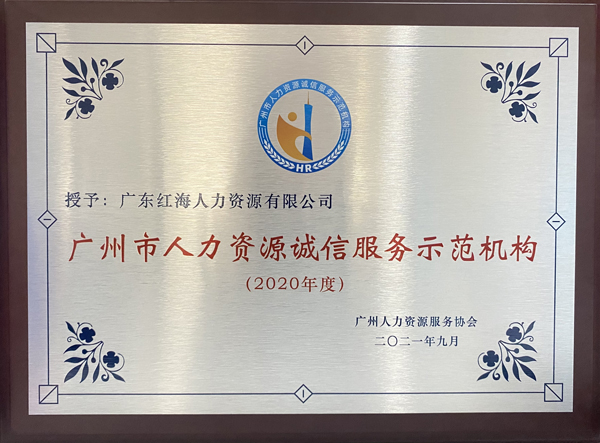 广州市人力资源诚信服务示范机构
HR
授予：广东红海人力资源有限公司
广州市人力资源诚信服务示范机构
(2020年度)
广州人力资源服务协会
二〇二一年九月